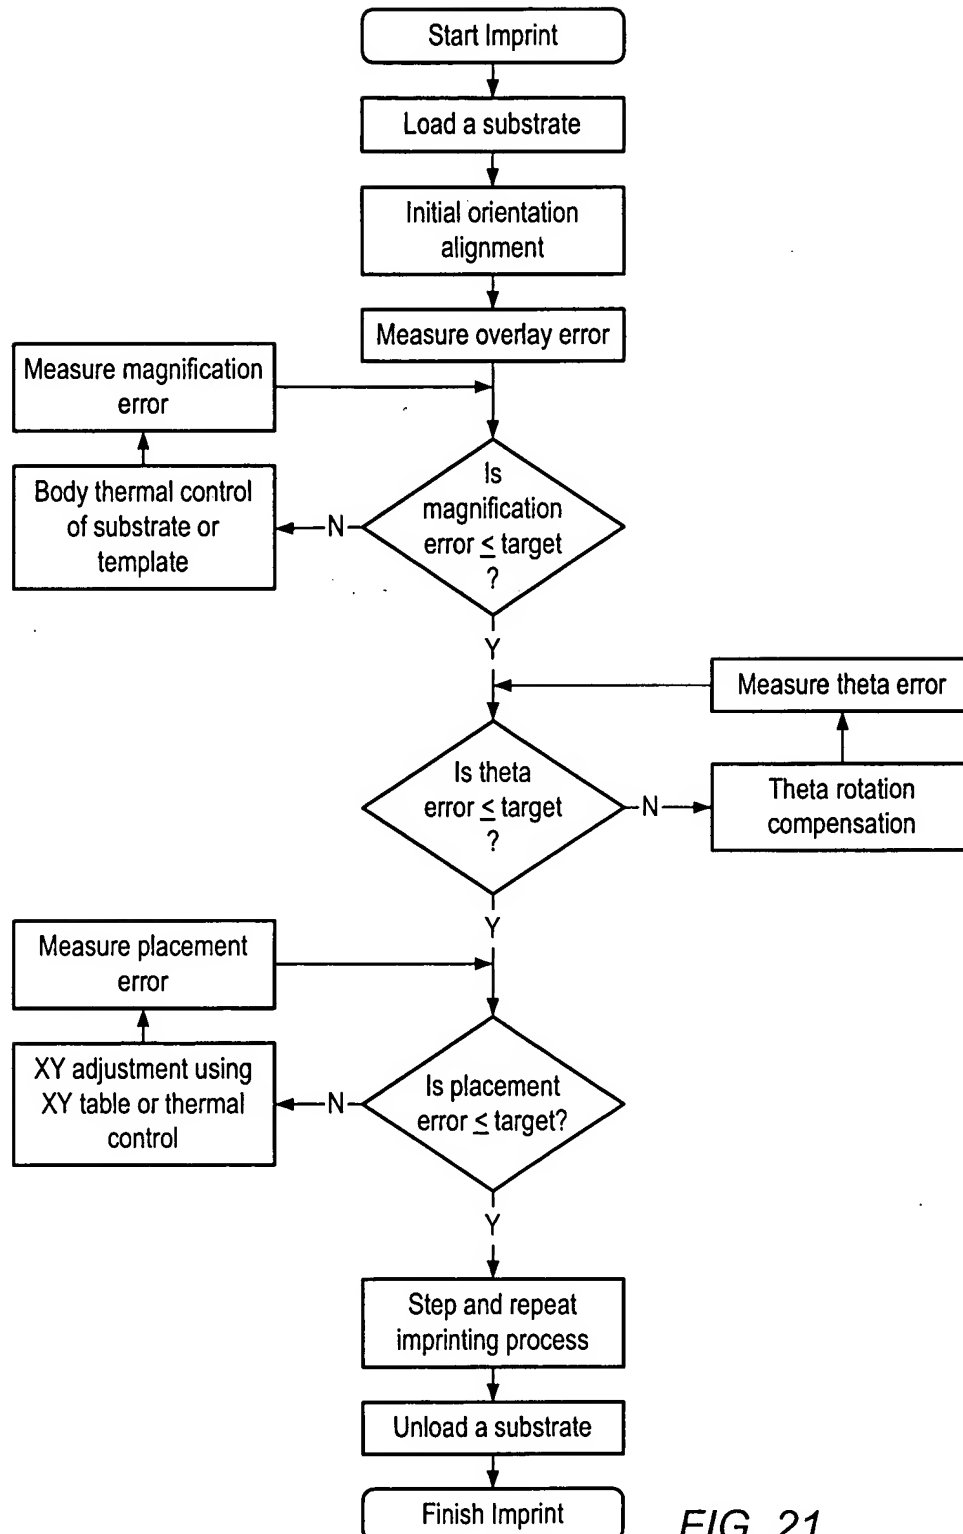 Start Imprint
Load a substrate
Initial orientation
alignment
Measure overlay error
Measure magnification
error
Body thermal control
of substrate or
template
N
Is
magnification
error ≤ target
?
Y
Measure theta error
Is theta
error ≤ target
?
N
Theta rotation
compensation
Y
Measure placement
error
XY adjustment using
XY table or thermal
control
N
Is placement
error ≤ target?
Y
Step and repeat
imprinting process
Unload a substrate
Finish Imprint
FIG. 21